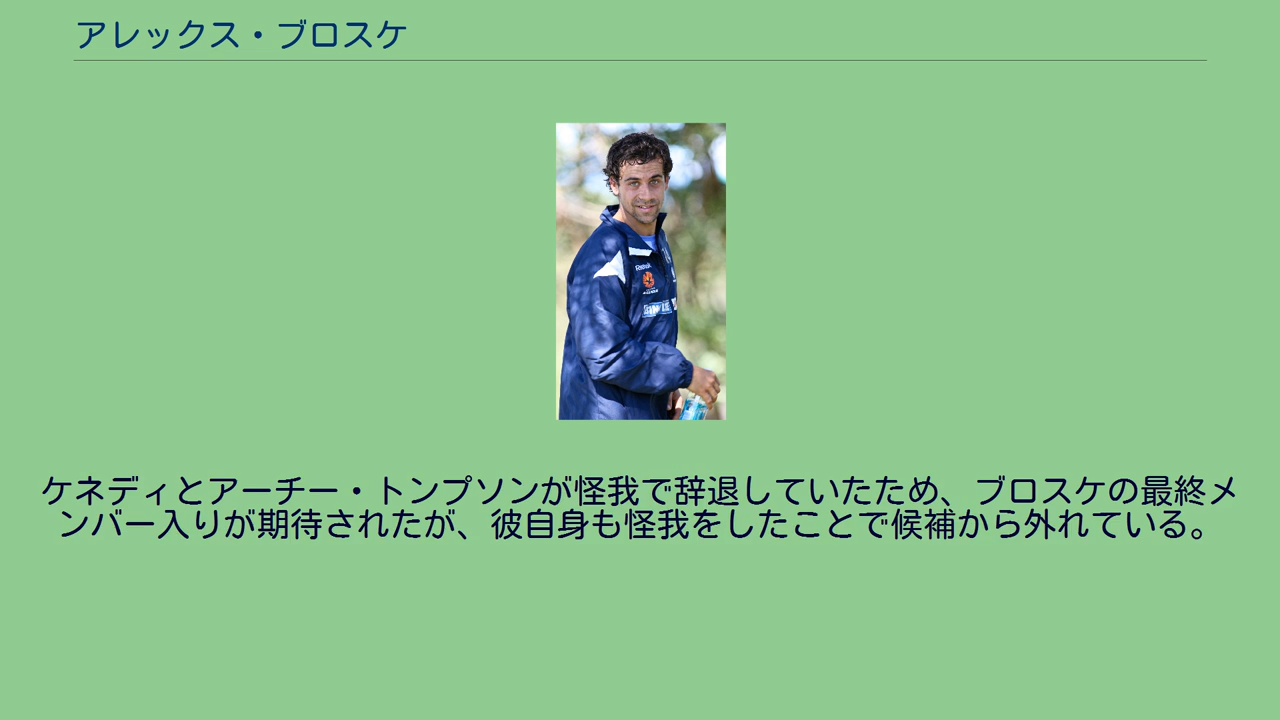 アレックス・ブロスケ
Reebok
ケネディとアーチー・トンプソンが怪我で辞退していたため、ブロスケの最終メ
ンバー入りが期待されたが、彼自身も怪我をしたことで候補から外れている。